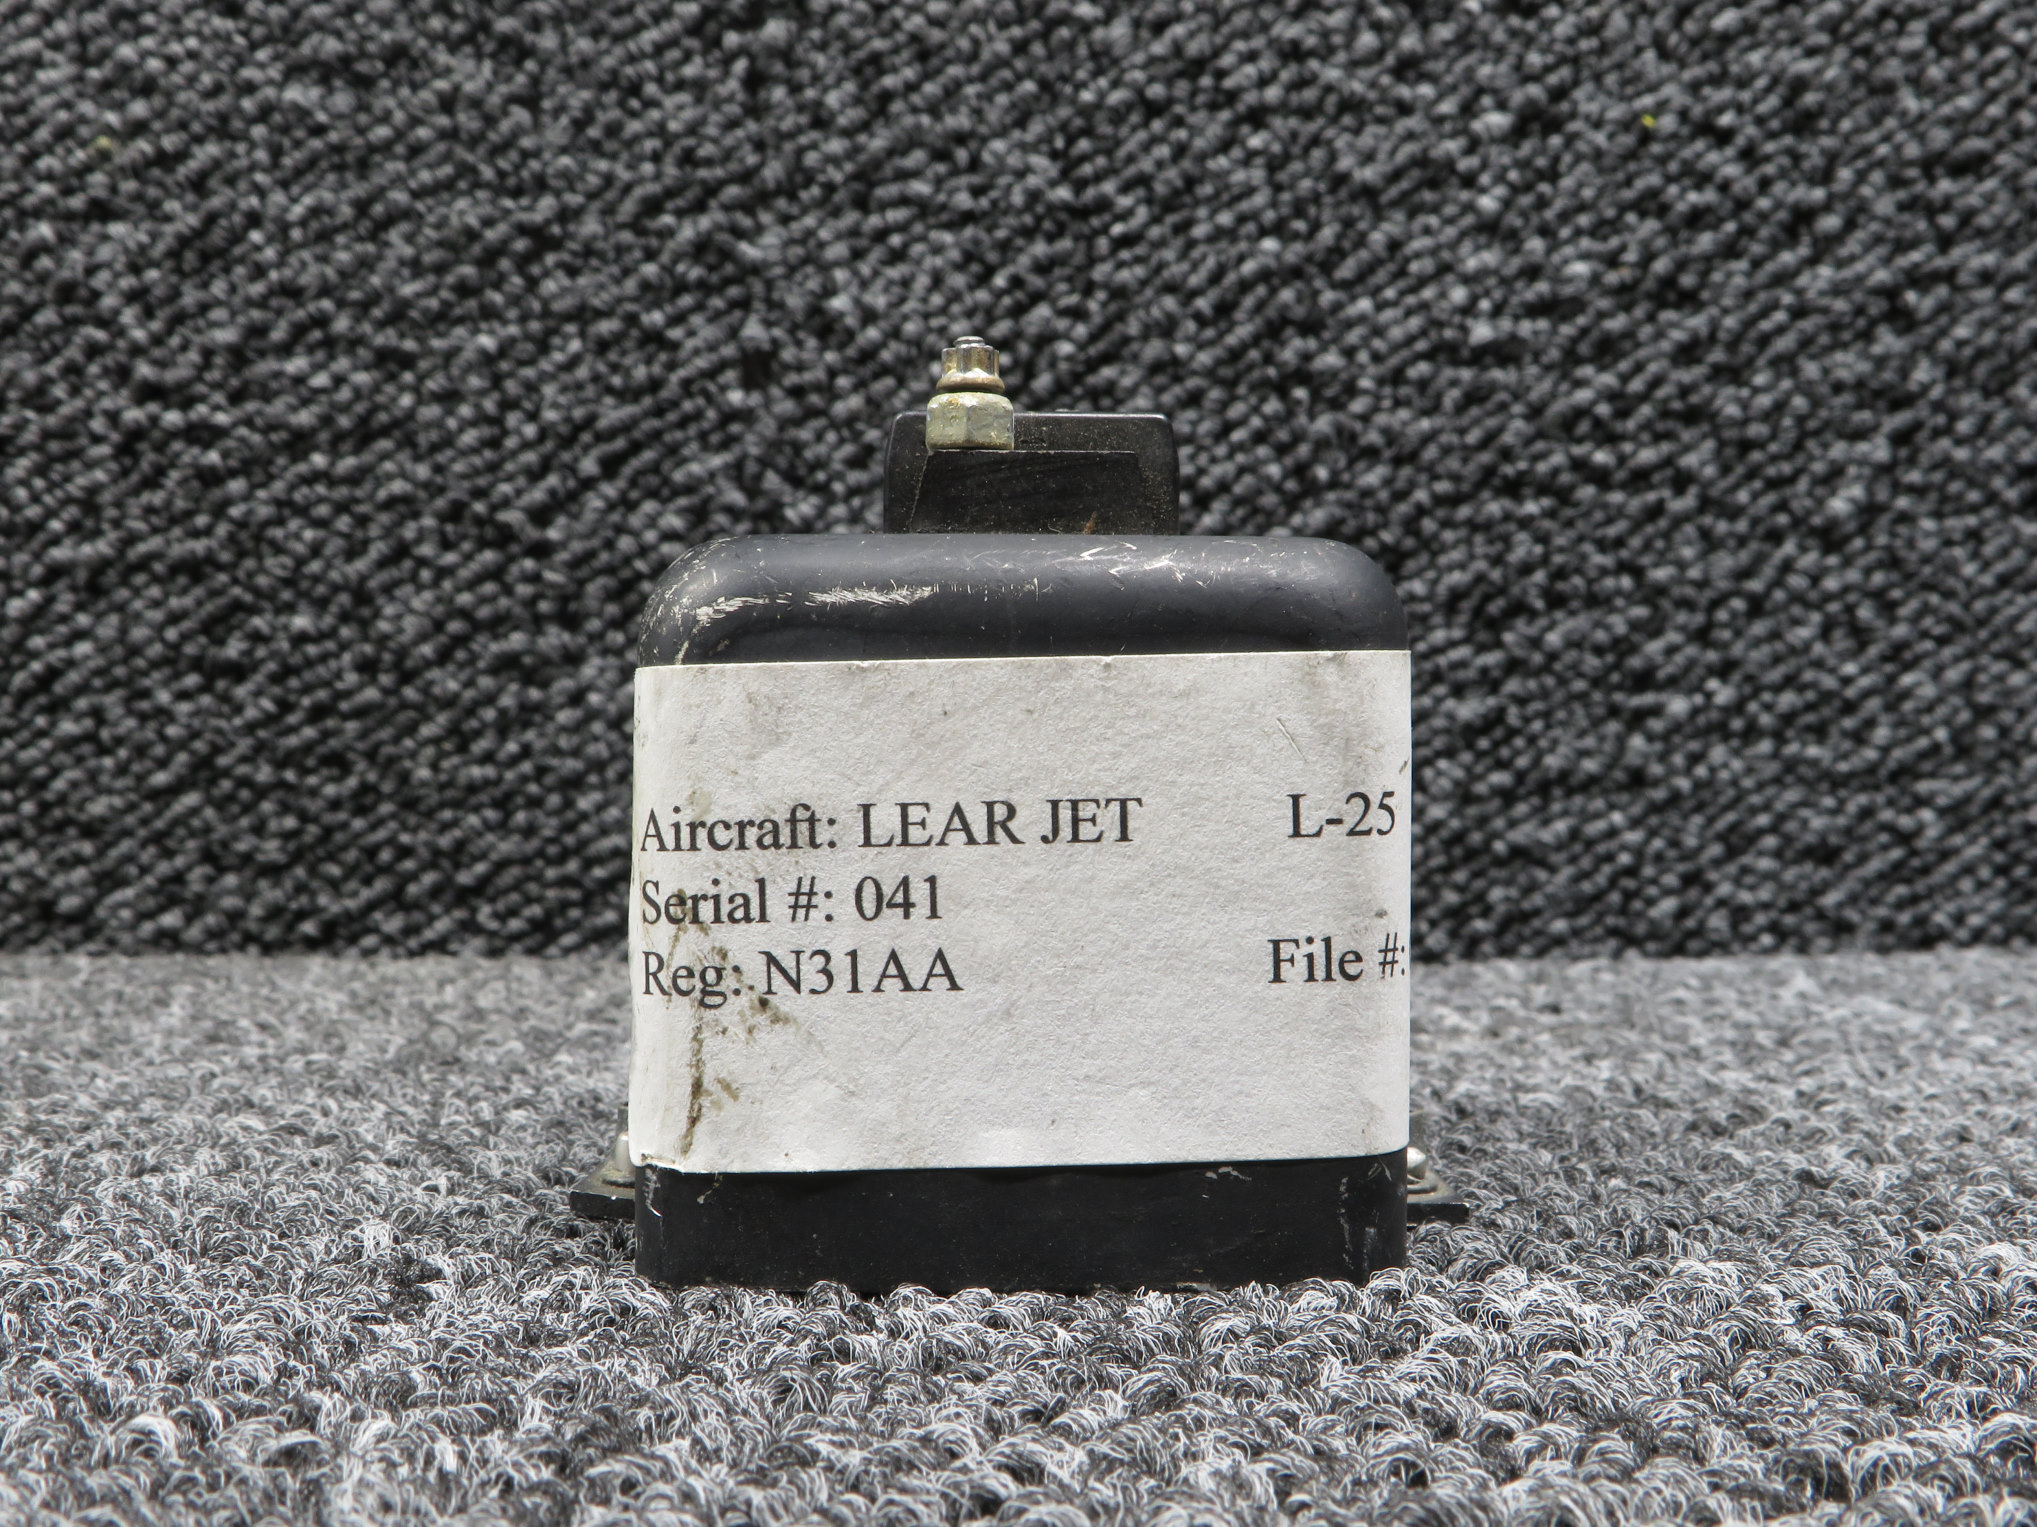 Aircraft: LEAR JET L-25
Serial #: 041
Reg: N31AA File #: